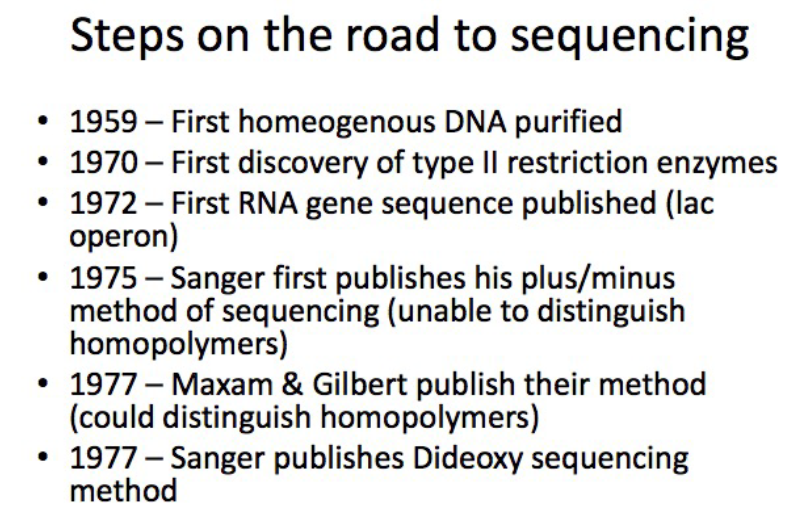 Steps on the road to sequencing
• 1959 – First homeogenous DNA purified
• 1970 – First discovery of type II restriction enzymes
• 1972 – First RNA gene sequence published (lac
operon)
• 1975 – Sanger first publishes his plus/minus
method of sequencing (unable to distinguish
homopolymers)
• 1977 – Maxam & Gilbert publish their method
(could distinguish homopolymers)
• 1977 – Sanger publishes Dideoxy sequencing
method